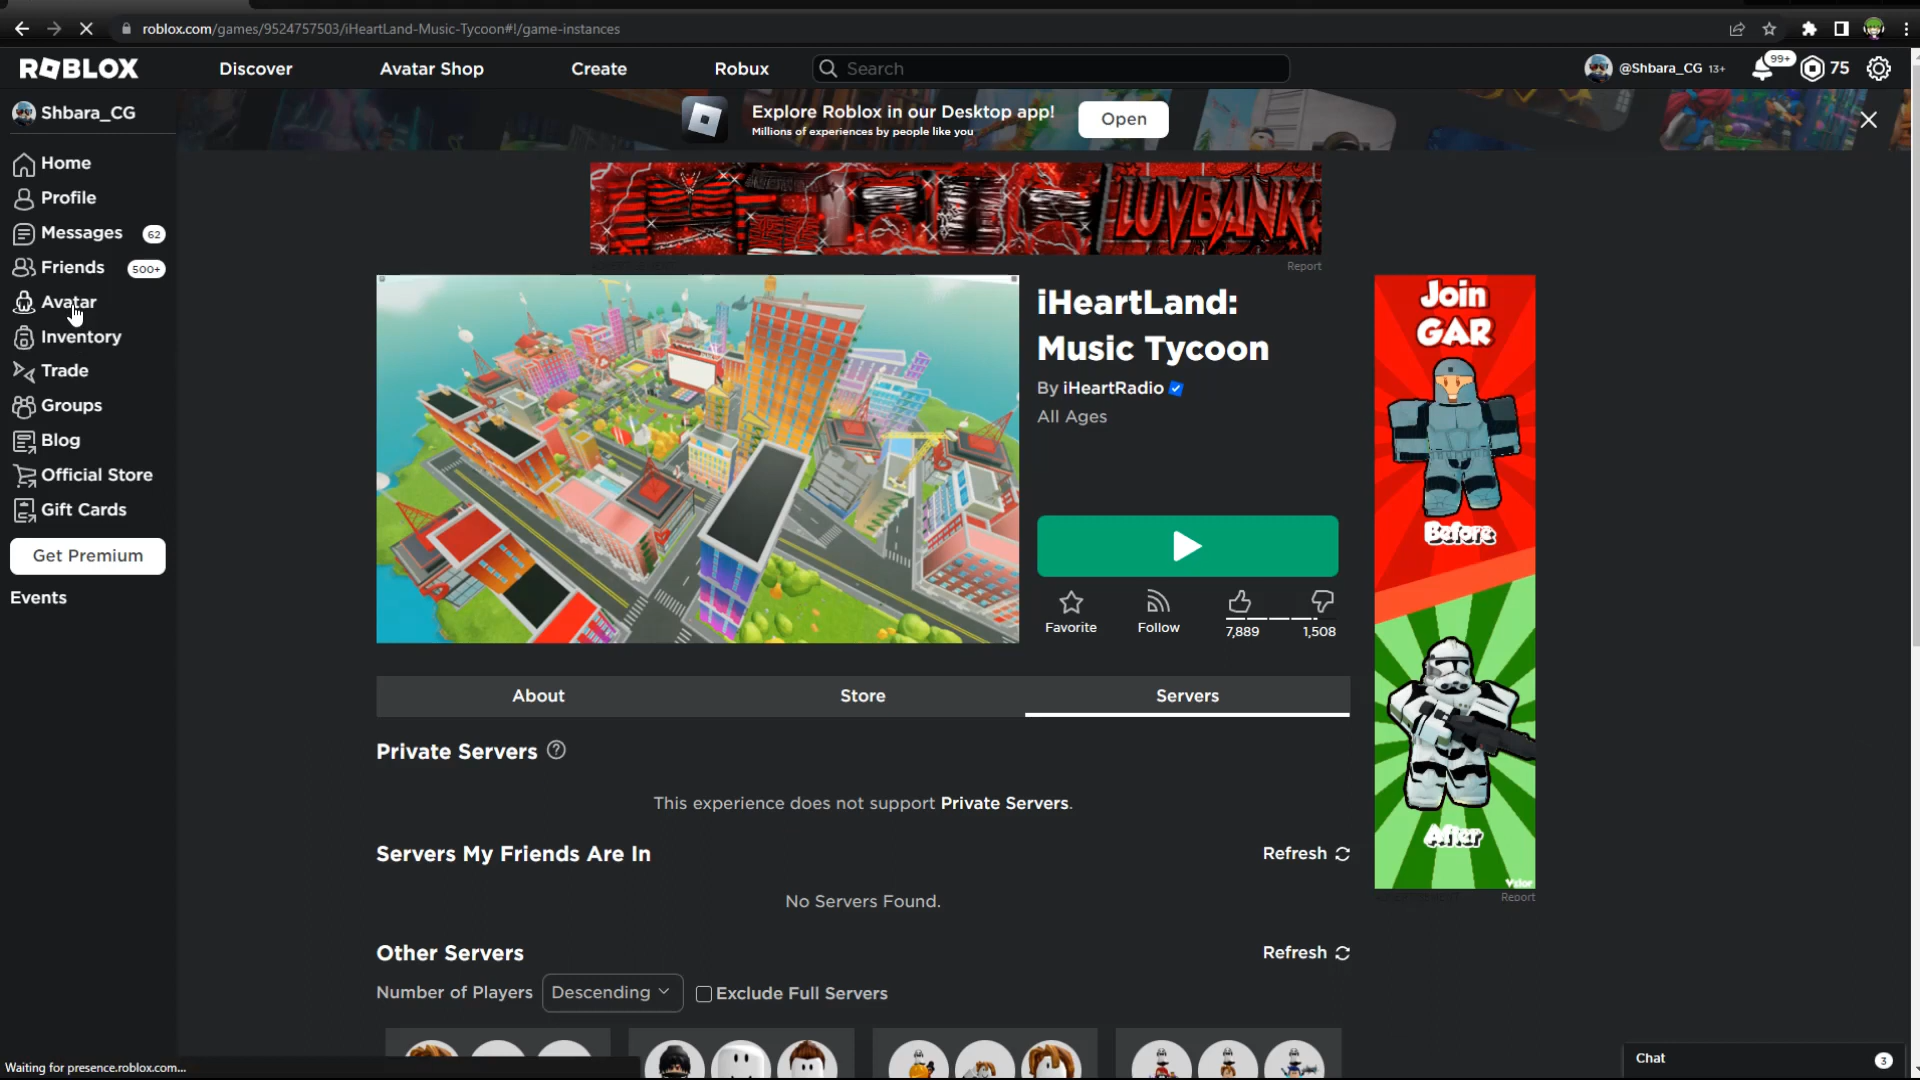 roblox.com/games/9524757503/iHeartLand-Music-Tycoon#!/game-instances
ROBLOX
Discover
Avatar Shop
Create
Robux
Search
@Shbara_CG 13+
99+
75
Shbara_CG
Explore Roblox in our Desktop app!
Millions of experiences by people like you
Open
Home
Profile
Messages 62
Friends 500+
Avatar
Inventory
Trade
Groups
Blog
Official Store
Gift Cards
Get Premium
Events
LUVBANK
Report
iHeartLand:
Music Tycoon
By iHeartRadio
All Ages
Favorite
Follow
7,889
1,508
Join
GAR
Before
After
Report
About
Store
Servers
Private Servers
This experience does not support Private Servers.
Servers My Friends Are In
Refresh
No Servers Found.
Other Servers
Refresh
Number of Players
Descending
Exclude Full Servers
Waiting for presence.roblox.com...
Chat
3